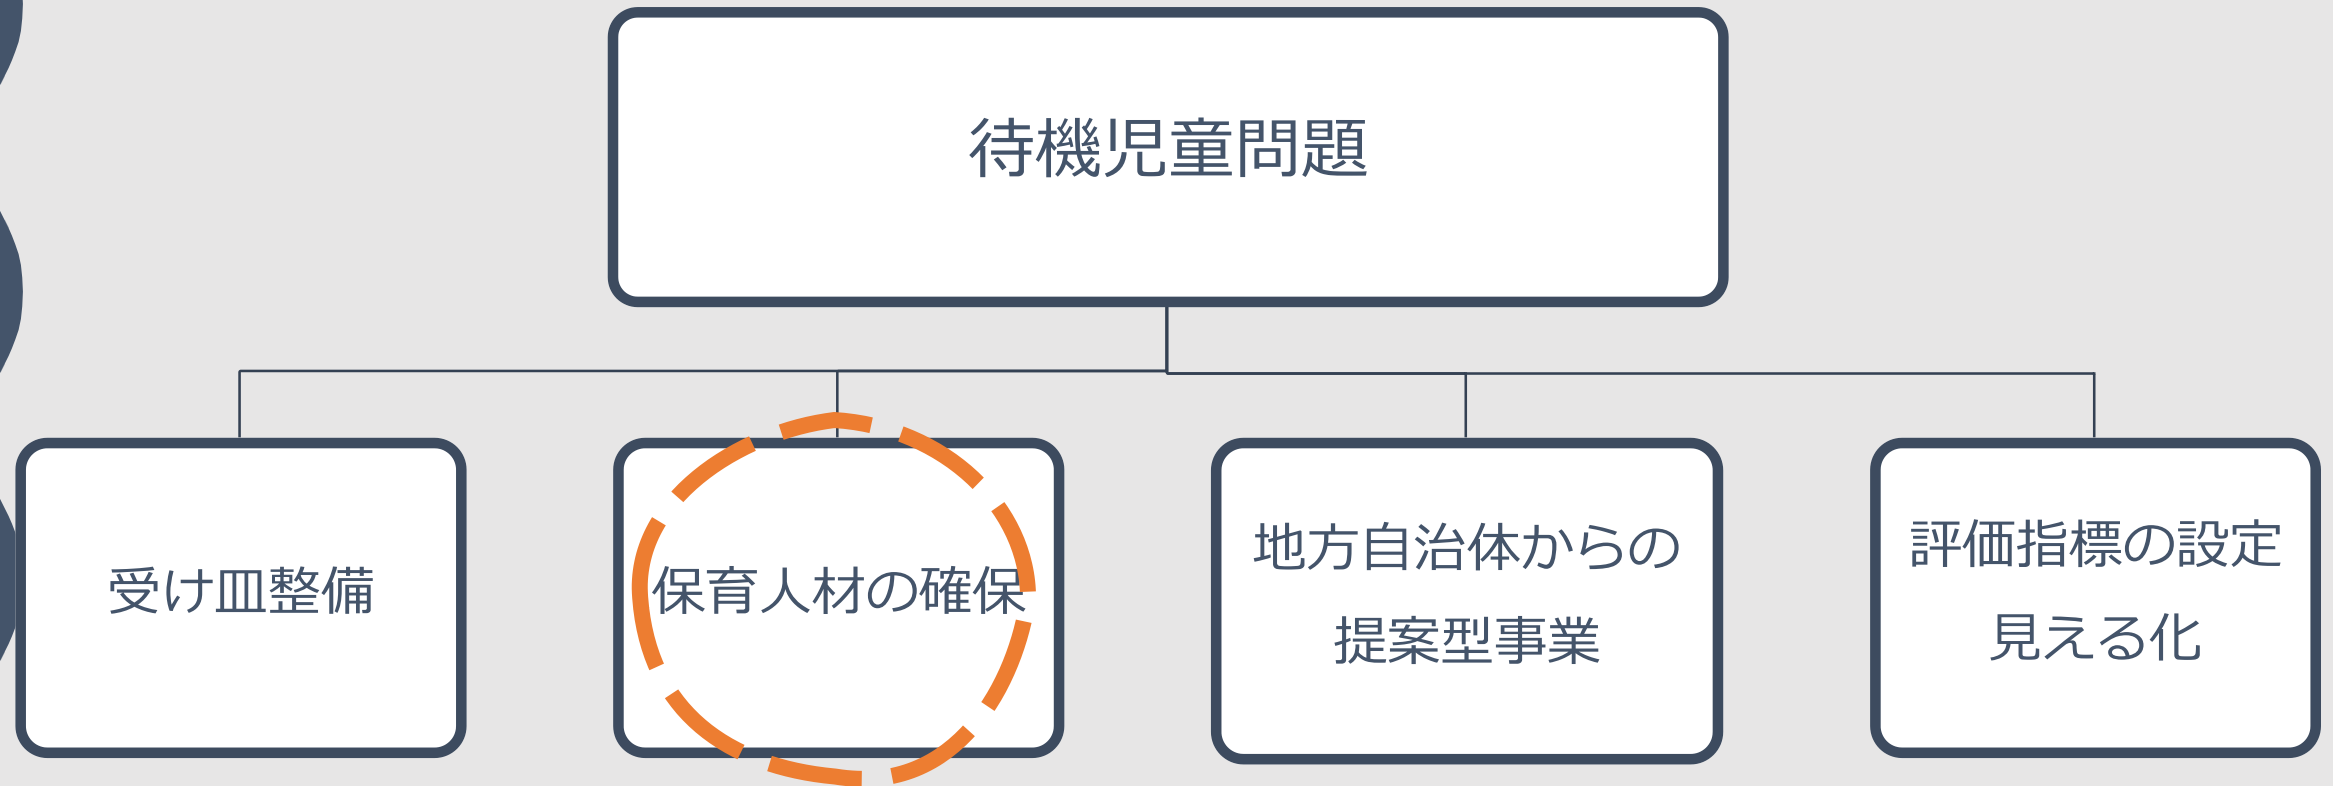 待機児童問題
受け皿整備
保育人材の確保
地方自治体からの
提案型事業
評価指標の設定
見える化